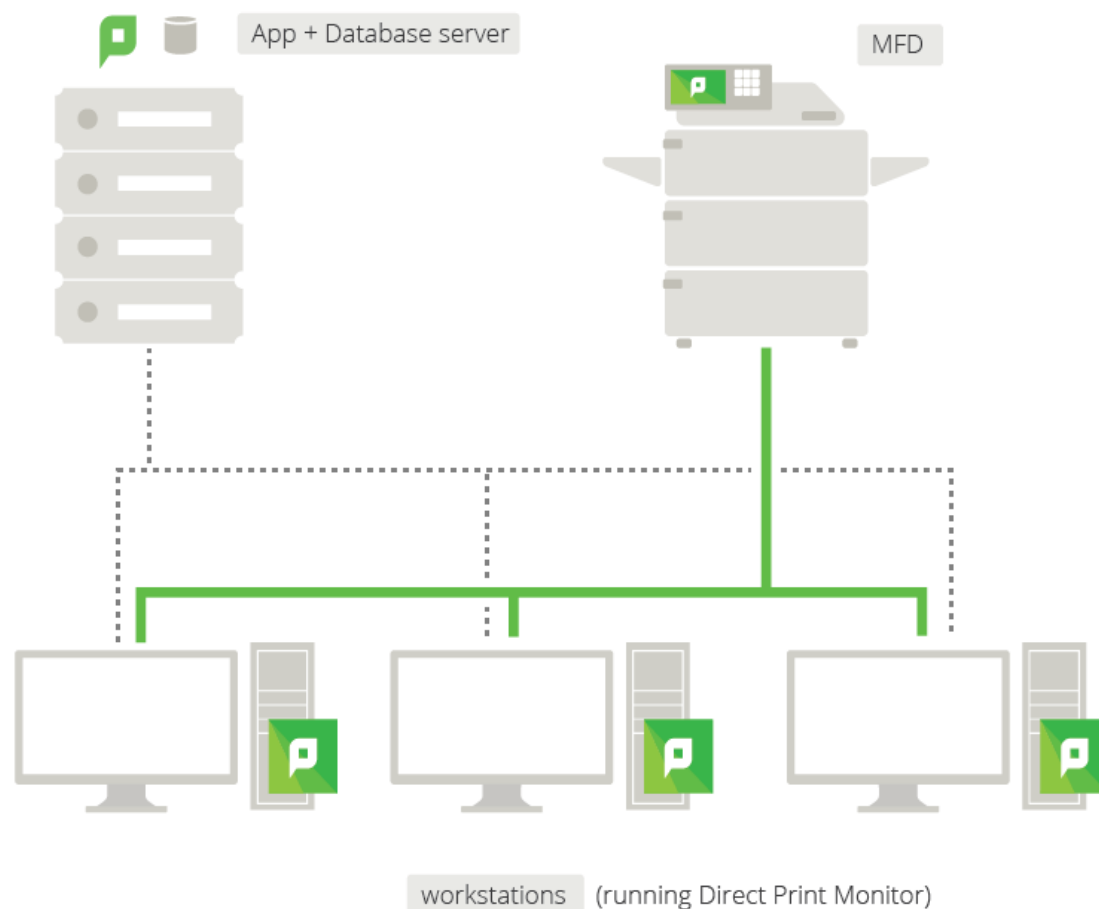 App + Database server
MFD
workstations (running Direct Print Monitor)